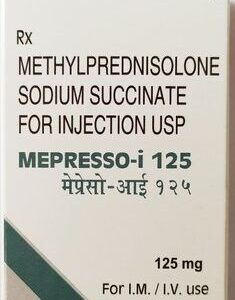 Rx
METHYLPREDNISOLONE
SODIUM SUCCINATE
FOR INJECTION USP
MEPRESSO-i 125
मेप्रेसो-आई १२५
125 mg
For I.M. / I.V. use